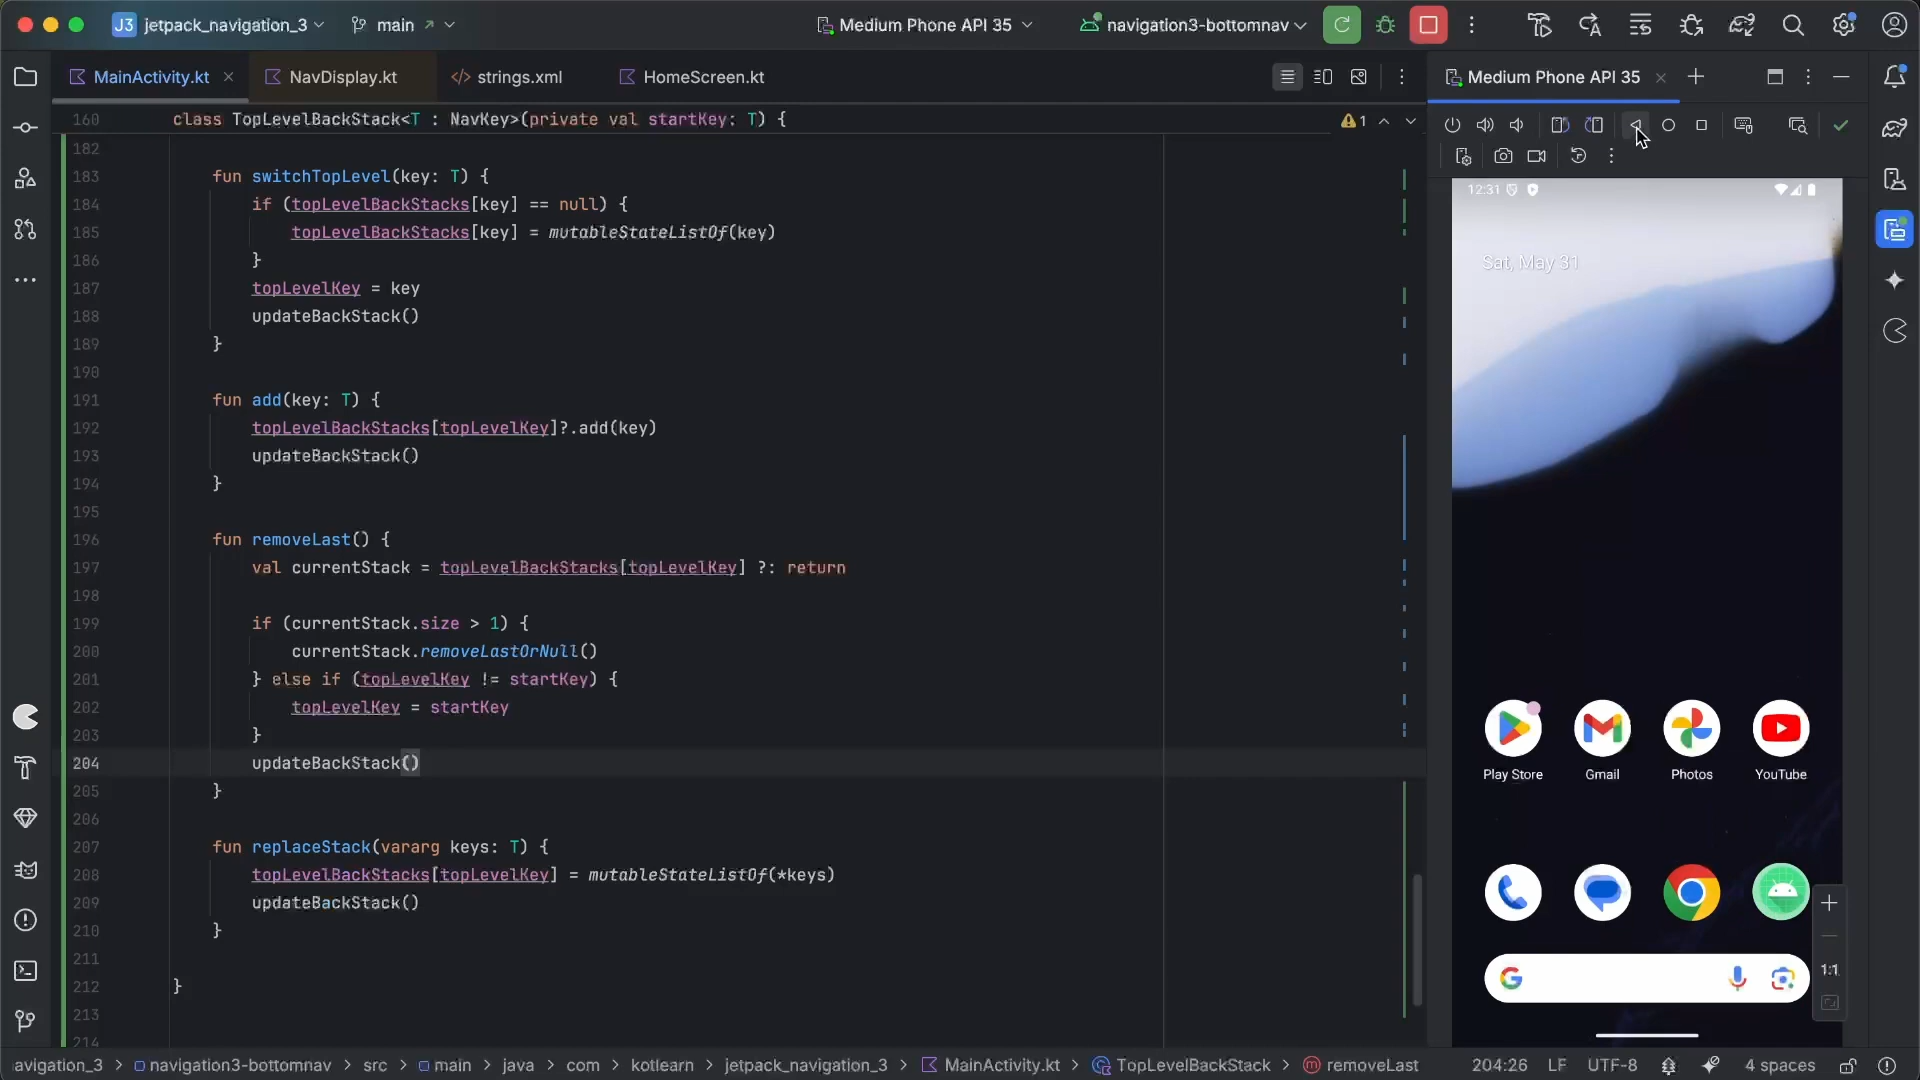 J3 jetpack_navigation_3 main Medium Phone API 35 navigation3-bottomnav
MainActivity.kt NavDisplay.kt strings.xml HomeScreen.kt Medium Phone API 35
160 class TopLevelBackStack<T : NavKey>(private val startKey: T) { 1
182
183 fun switchTopLevel(key: T) {
184 if (topLevelBackStacks[key] == null) {
185 topLevelBackStacks[key] = mutableStateListOf(key)
186 }
187 topLevelKey = key
188 updateBackStack()
189 }
190
191 fun add(key: T) {
192 topLevelBackStacks[topLevelKey]?.add(key)
193 updateBackStack()
194 }
195
196 fun removeLast() {
197 val currentStack = topLevelBackStacks[topLevelKey] ?: return
198
199 if (currentStack.size > 1) {
200 currentStack.removeLastOrNull()
201 } else if (topLevelKey != startKey) {
202 topLevelKey = startKey
203 }
204 updateBackStack()
205 }
206
207 fun replaceStack(vararg keys: T) {
208 topLevelBackStacks[topLevelKey] = mutableStateListOf(*keys)
209 updateBackStack()
210 }
211
212 }
213
214
12:31
Sat, May 31
Play Store Gmail Photos YouTube
1:1
avigation_3 > navigation3-bottomnav > src > main > java > com > kotlearn > jetpack_navigation_3 > MainActivity.kt > TopLevelBackStack > removeLast 204:26 LF UTF-8 4 spaces